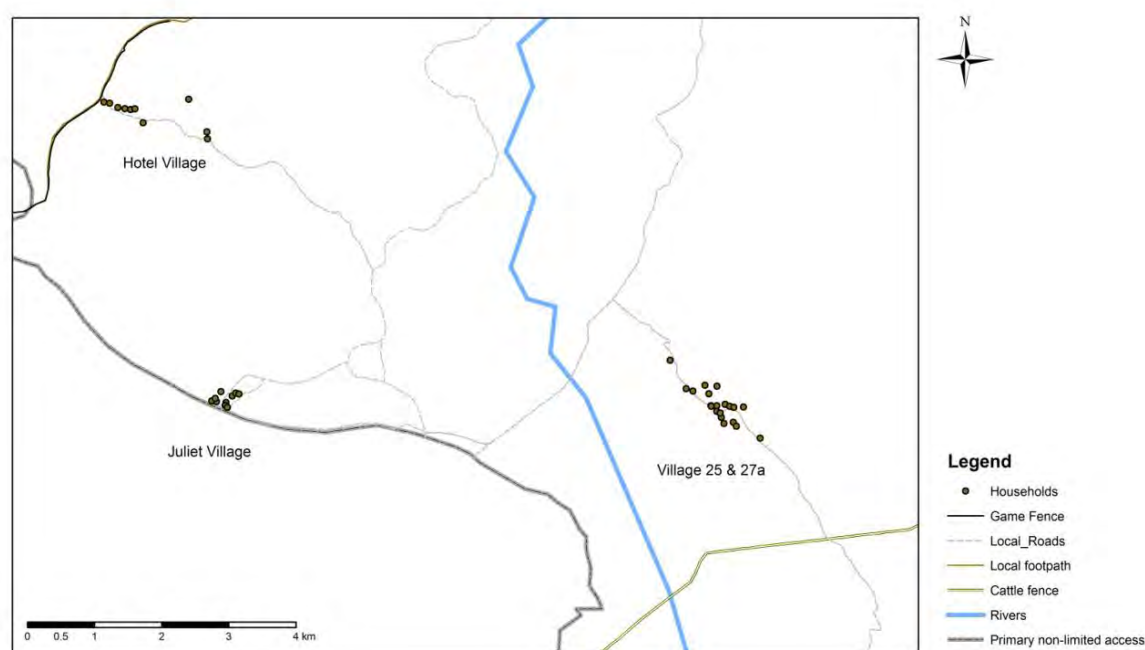 N
Hotel Village
Juliet Village
Village 25 & 27a
0 0.5 1 2 3 4 km
Legend
Households
Game Fence
Local_Roads
Local footpath
Cattle fence
Rivers
Primary non-limited access